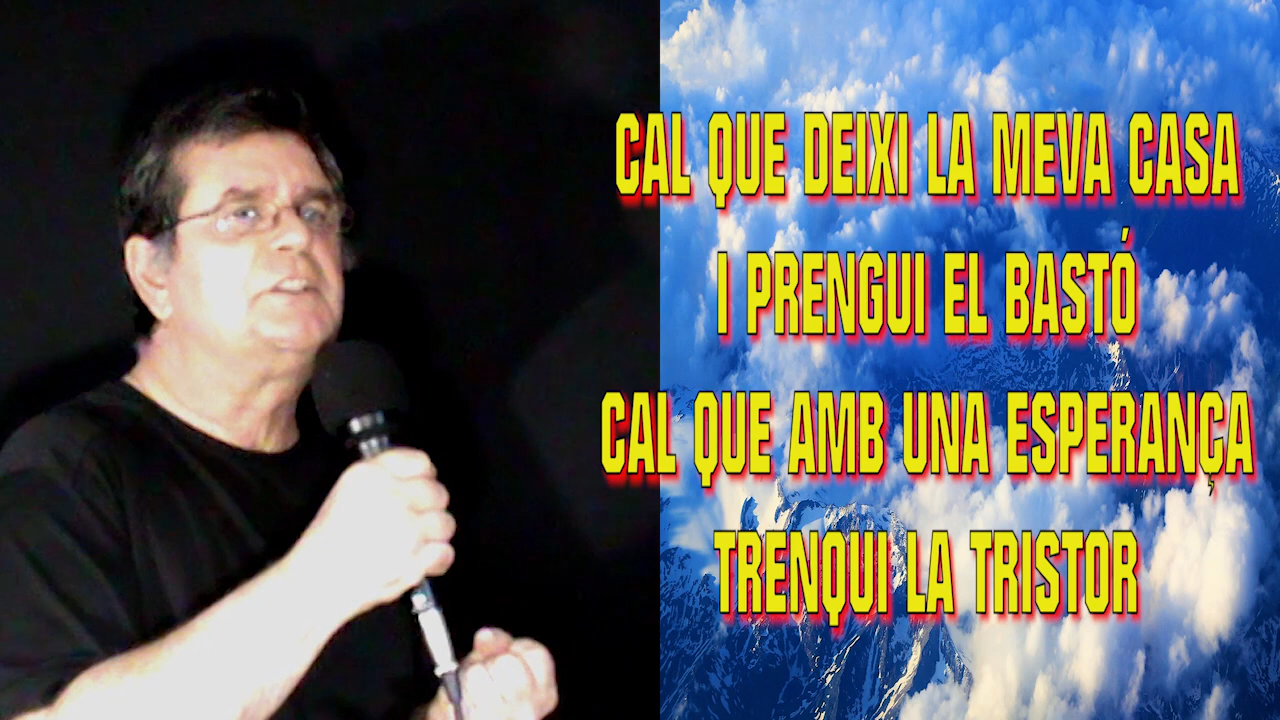 CAL QUE DEIXI LA MEVA CASA
I PRENGUI EL BASTÓ
CAL QUE AMB UNA ESPERANÇA
TRENQUI LA TRISTOR